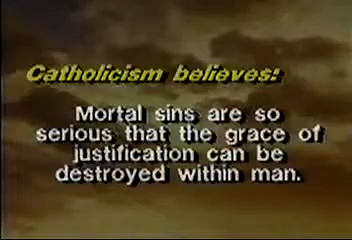 Catholicism believes:
Mortal sins are so
serious that the grace of
justification can be
destroyed within man.